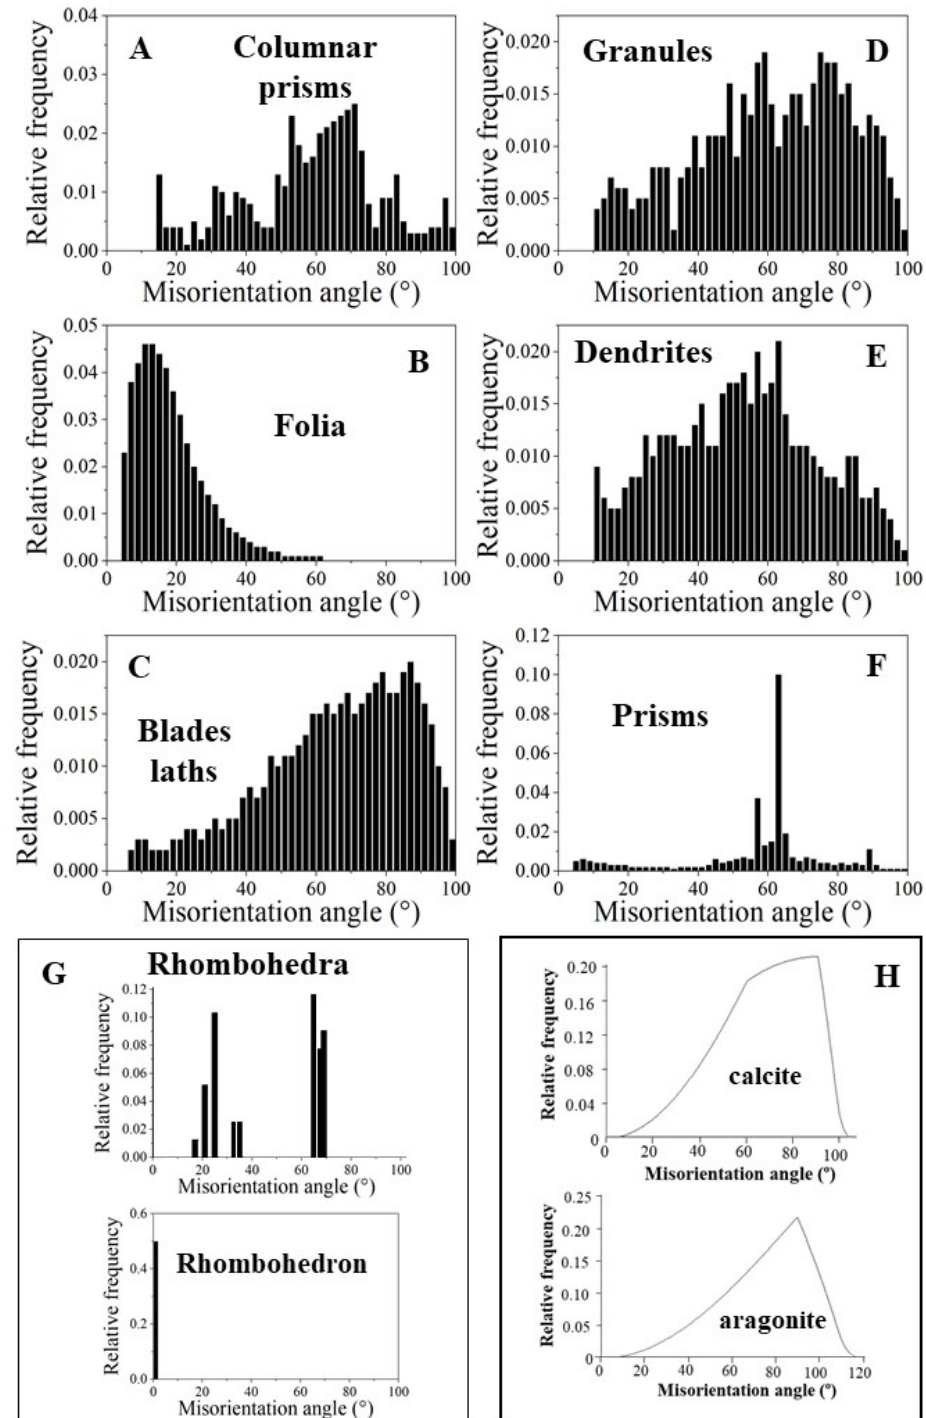 A
Columnar
prisms
Relative frequency
0.04
0.03
0.02
0.01
0.00
0 20 40 60 80 100
Misorientation angle (°)
Granules
D
Relative frequency
0.020
0.015
0.010
0.005
0.000
0 20 40 60 80 100
Misorientation angle (°)
B
Folia
Relative frequency
0.05
0.04
0.03
0.02
0.01
0.00
0 20 40 60 80 100
Misorientation angle (°)
Dendrites
E
Relative frequency
0.020
0.015
0.010
0.005
0.000
0 20 40 60 80 100
Misorientation angle (°)
C
Blades
laths
Relative frequency
0.020
0.015
0.010
0.005
0.000
0 20 40 60 80 100
Misorientation angle (°)
F
Prisms
Relative frequency
0.12
0.10
0.08
0.06
0.04
0.02
0.00
0 20 40 60 80 100
Misorientation angle (°)
G
Rhombohedra
Relative frequency
0.12
0.10
0.08
0.06
0.04
0.02
0.00
0 20 40 60 80 100
Misorientation angle (°)
Rhombohedron
Relative frequency
0.6
0.4
0.2
0.0
0 20 40 60 80 100
Misorientation angle (°)
H
calcite
Relative frequency
0.20
0.16
0.12
0.08
0.04
0
0 20 40 60 80 100
Misorientation angle (°)
aragonite
Relative frequency
0.25
0.20
0.15
0.10
0.05
0
0 20 40 60 80 100 120
Misorientation angle (°)